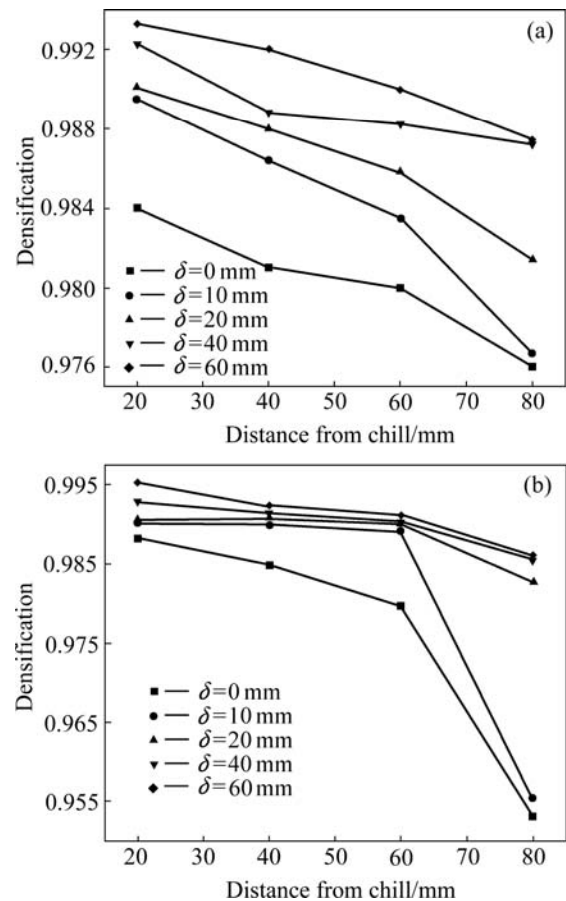 (a)
0.992
0.988
0.984
0.980
0.976
Densification
δ=0 mm
δ=10 mm
δ=20 mm
δ=40 mm
δ=60 mm
20 30 40 50 60 70 80
Distance from chill/mm
(b)
0.995
0.985
0.975
0.965
0.955
Densification
δ=0 mm
δ=10 mm
δ=20 mm
δ=40 mm
δ=60 mm
20 30 40 50 60 70 80
Distance from chill/mm